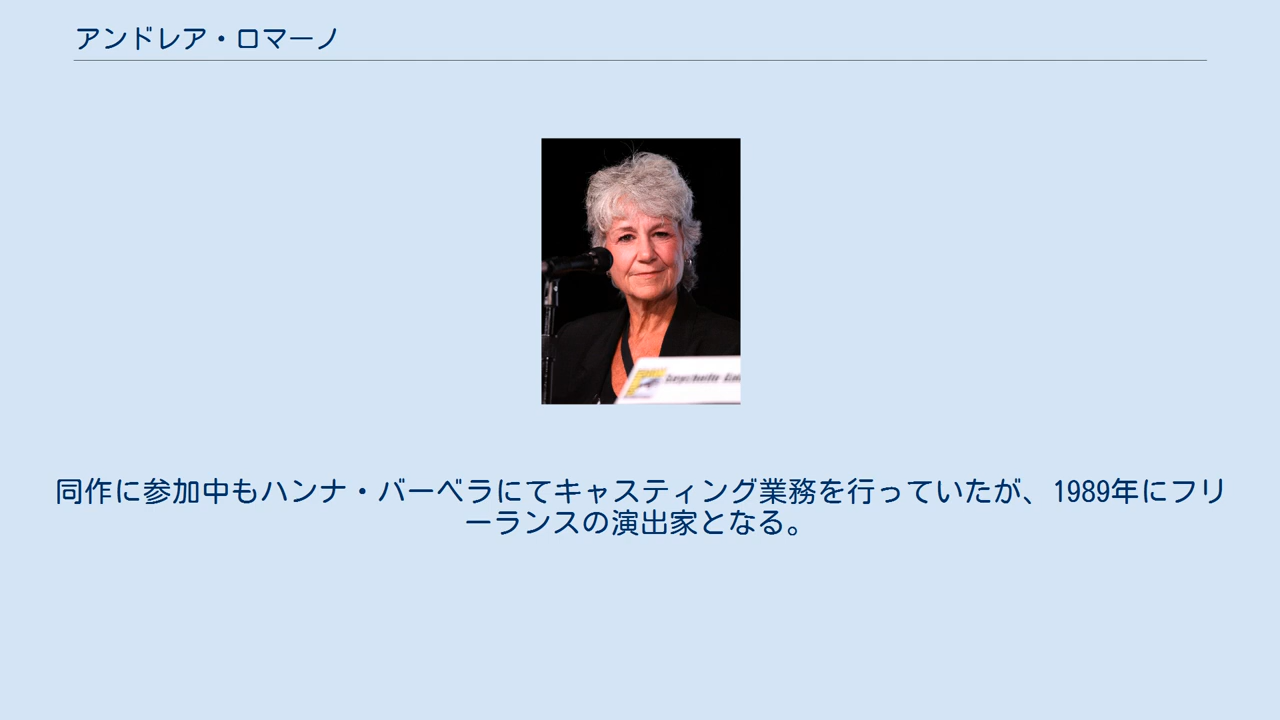 アンドレア・ロマーノ
同作に参加中もハンナ・バーベラにてキャスティング業務を行っていたが、1989年にフリ
ーランスの演出家となる。